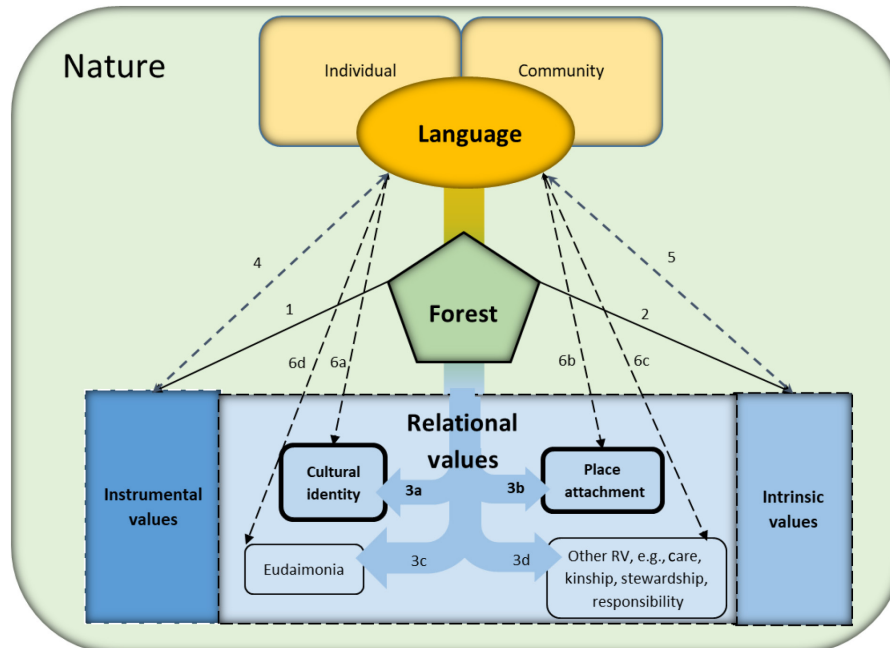 Nature
Individual
Community
Language
4
5
1
2
Forest
6d
6a
6b
6c
Relational
values
Cultural
identity
3a
3b
Place
attachment
Instrumental
values
Intrinsic
values
Eudaimonia
3c
3d
Other RV, e.g., care,
kinship, stewardship,
responsibility